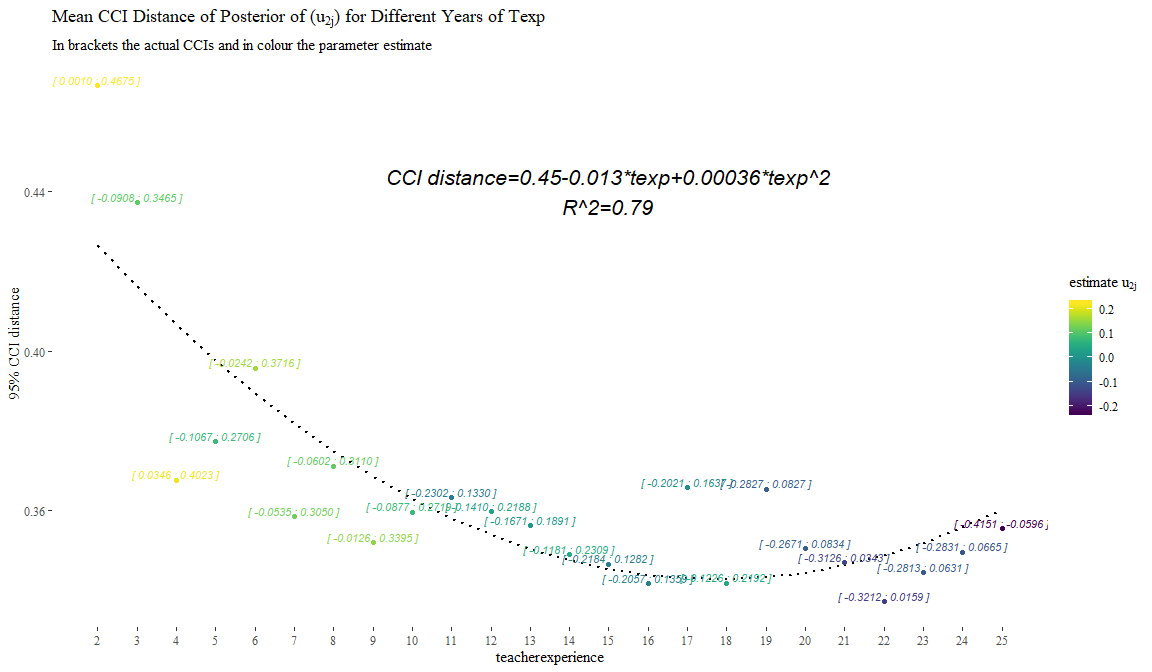 Mean CCI Distance of Posterior of (u2j) for Different Years of Texp
In brackets the actual CCIs and in colour the parameter estimate
[ 0.0010 ; 0.4675 ]
CCI distance=0.45-0.013*texp+0.00036*texp^2
R^2=0.79
0.44
[ -0.0908 ; 0.3465 ]
estimate u2j
0.2
0.1
0.0
-0.1
-0.2
95% CCI distance
0.40
[ -0.0242 ; 0.3716 ]
[ -0.1067 ; 0.2706 ]
[ -0.0602 ; 0.3110 ]
[ 0.0346 ; 0.4023 ]
[ -0.2021 ; 0.1637 ]
[ -0.2827 ; 0.0827 ]
[ -0.2302 ; 0.1330 ]
[ -0.0877 ; 0.2719 ]
[ -0.1410 ; 0.2188 ]
0.36
[ -0.0535 ; 0.3050 ]
[ -0.1671 ; 0.1891 ]
[ -0.4151 ; -0.0596 ]
[ -0.0126 ; 0.3395 ]
[ -0.2671 ; 0.0834 ]
[ -0.2831 ; 0.0665 ]
[ -0.1181 ; 0.2309 ]
[ -0.2184 ; 0.1282 ]
[ -0.3126 ; 0.0343 ]
[ -0.2813 ; 0.0631 ]
[ -0.2057 ; 0.1359 ]
[ -0.1226 ; 0.2192 ]
[ -0.3212 ; 0.0159 ]
2 3 4 5 6 7 8 9 10 11 12 13 14 15 16 17 18 19 20 21 22 23 24 25
teacherexperience